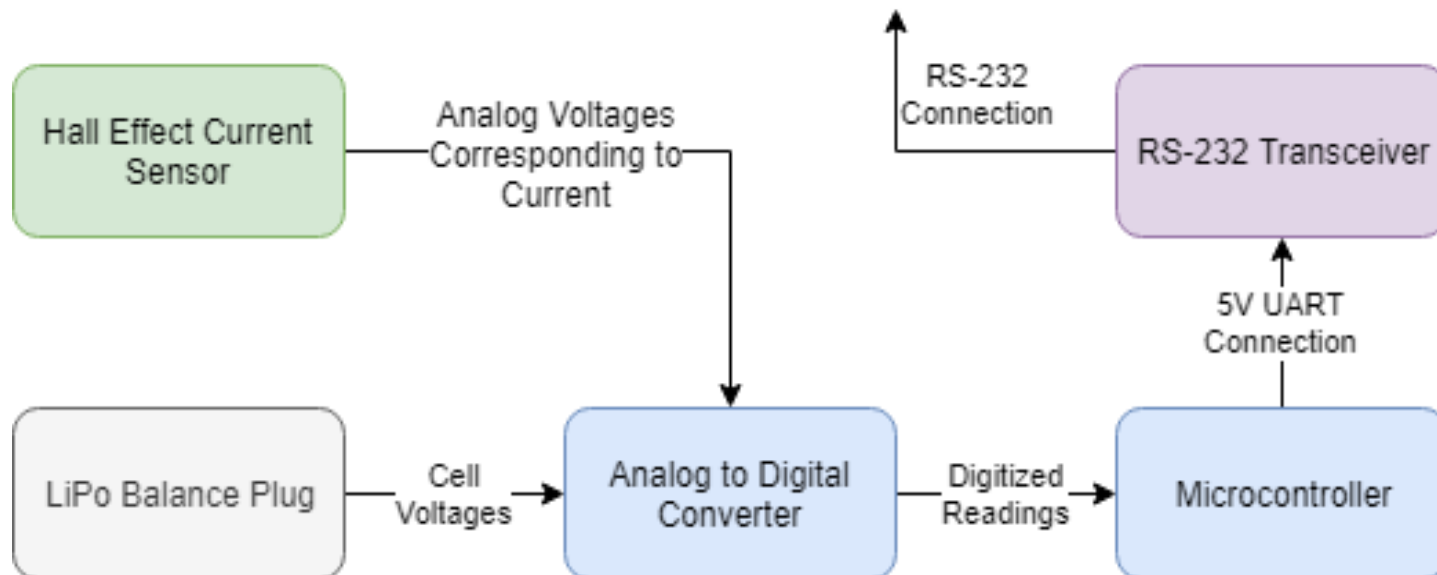 Hall Effect Current
Sensor
Analog Voltages
Corresponding to
Current
RS-232
Connection
RS-232 Transceiver
5V UART
Connection
LiPo Balance Plug
Cell
Voltages
Analog to Digital
Converter
Digitized
Readings
Microcontroller